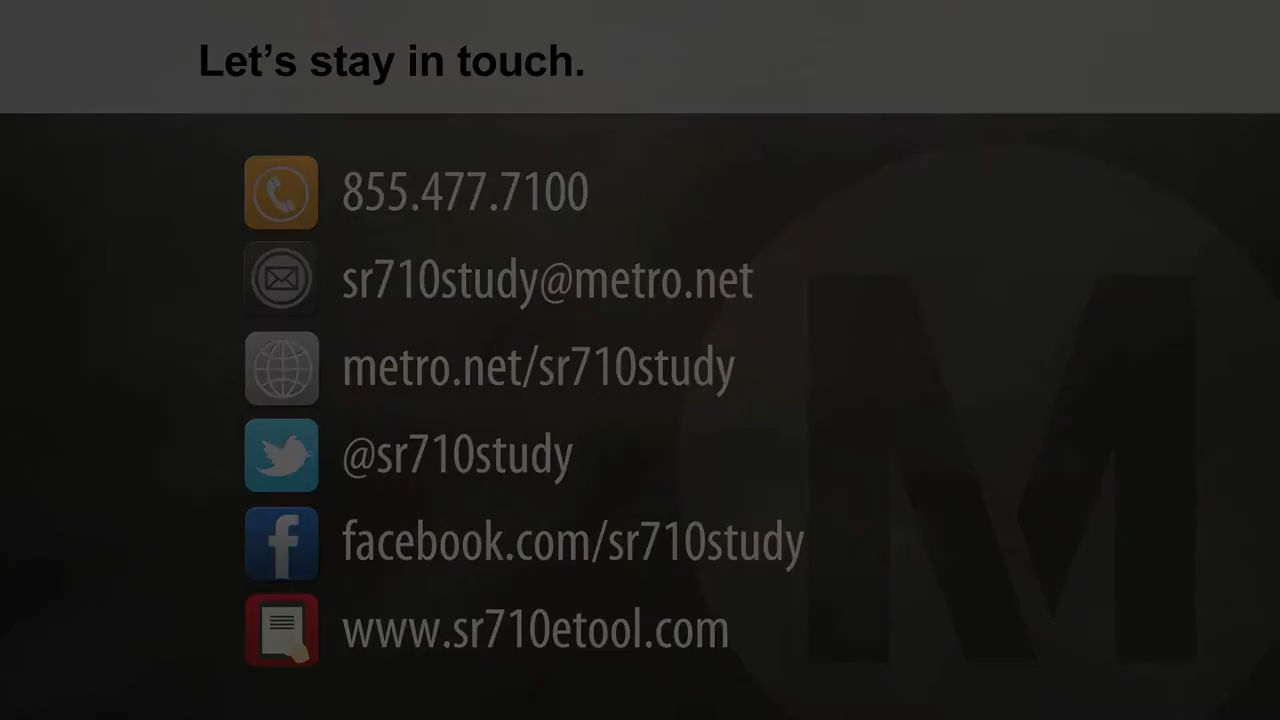 Let’s stay in touch.
855.477.7100
sr710study@metro.net
metro.net/sr710study
@sr710study
facebook.com/sr710study
www.sr710etool.com
M